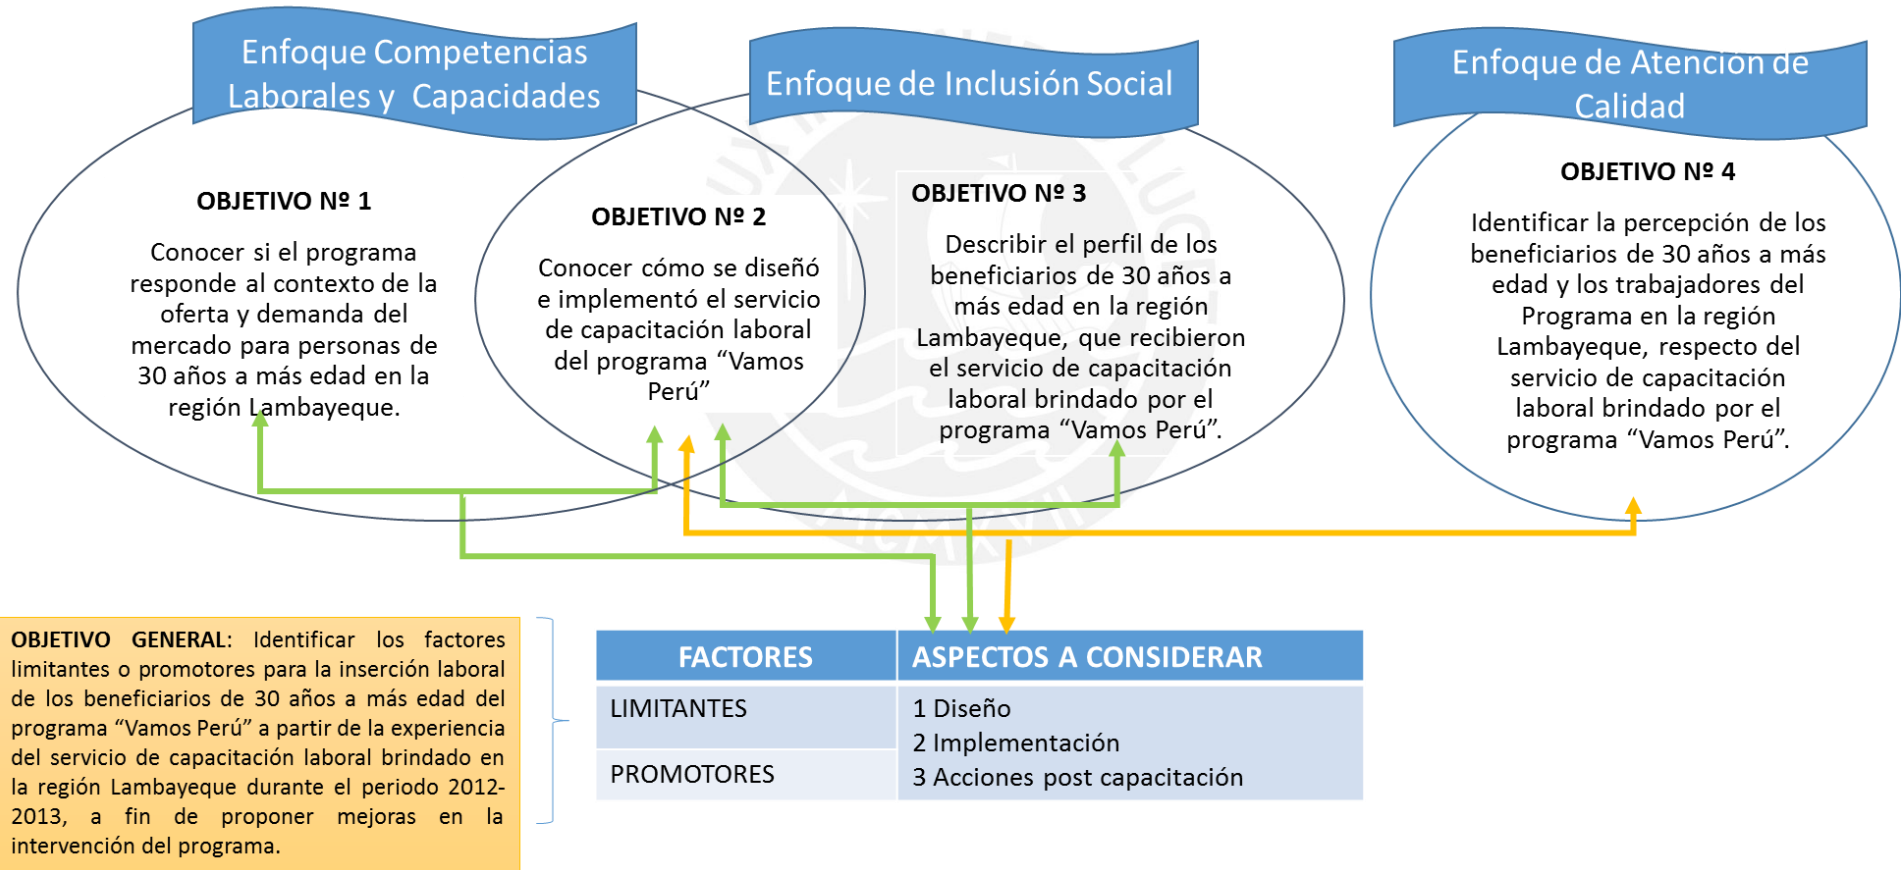 Enfoque Competencias
Laborales y Capacidades
Enfoque de Inclusión Social
Enfoque de Atención de
Calidad
OBJETIVO Nº 1
Conocer si el programa
responde al contexto de la
oferta y demanda del
mercado para personas de
30 años a más edad en la
región Lambayeque.
OBJETIVO Nº 2
Conocer cómo se diseñó
e implementó el servicio
de capacitación laboral
del programa “Vamos
Perú”
OBJETIVO Nº 3
Describir el perfil de los
beneficiarios de 30 años a
más edad en la región
Lambayeque, que recibieron
el servicio de capacitación
laboral brindado por el
programa “Vamos Perú”.
OBJETIVO Nº 4
Identificar la percepción de los
beneficiarios de 30 años a más
edad y los trabajadores del
Programa en la región
Lambayeque, respecto del
servicio de capacitación
laboral brindado por el
programa “Vamos Perú”.
MCMXVII
OBJETIVO GENERAL: Identificar los factores
limitantes o promotores para la inserción laboral
de los beneficiarios de 30 años a más edad del
programa “Vamos Perú” a partir de la experiencia
del servicio de capacitación laboral brindado en
la región Lambayeque durante el periodo 2012-
2013, a fin de proponer mejoras en la
intervención del programa.
FACTORES
ASPECTOS A CONSIDERAR
LIMITANTES
PROMOTORES
1 Diseño
2 Implementación
3 Acciones post capacitación